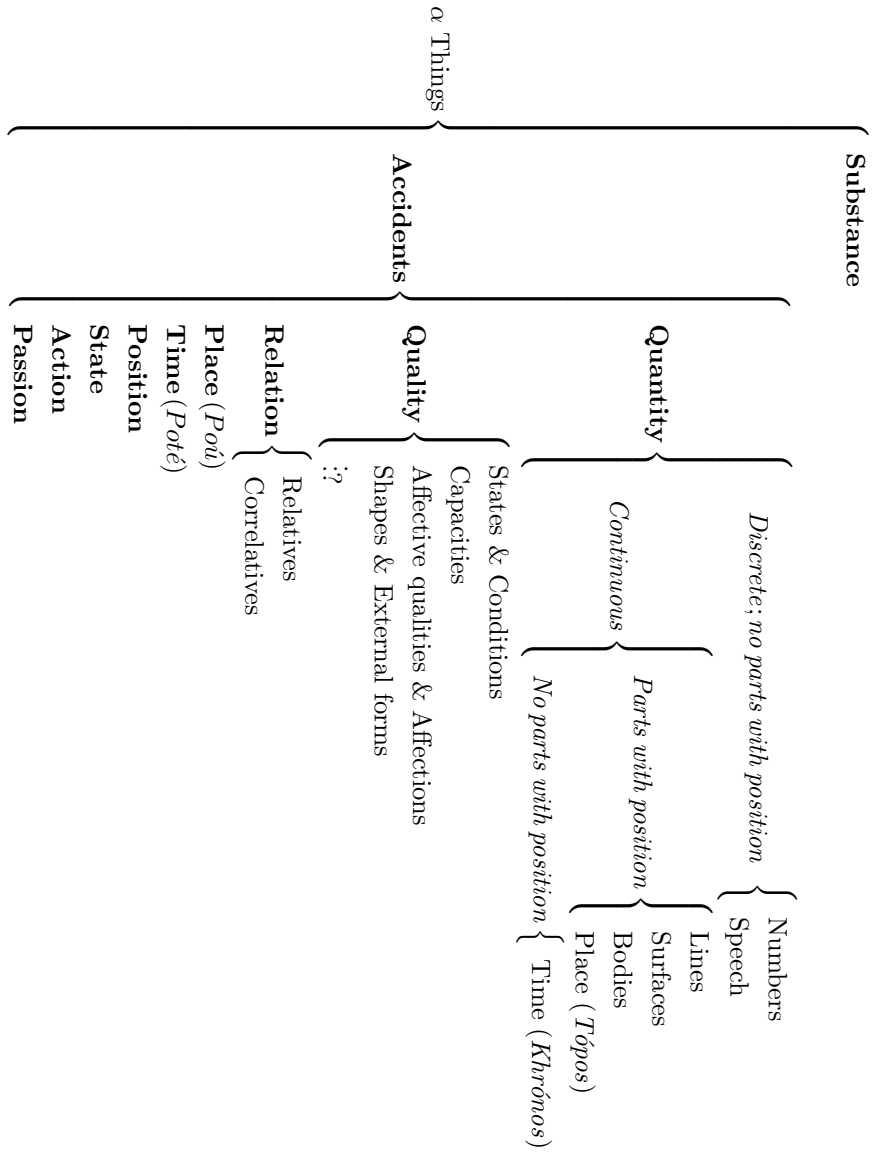 α Things
Substance
Accidents
Quantity
Discrete; no parts with position
Numbers
Speech
Continuous
Parts with position
Lines
Surfaces
Bodies
Place (Tópos)
No parts with position
Time (Khrónos)
Quality
States & Conditions
Capacities
Affective qualities & Affections
Shapes & External forms
⋮?
Relation
Relatives
Correlatives
Place (Poú)
Time (Poté)
Position
State
Action
Passion